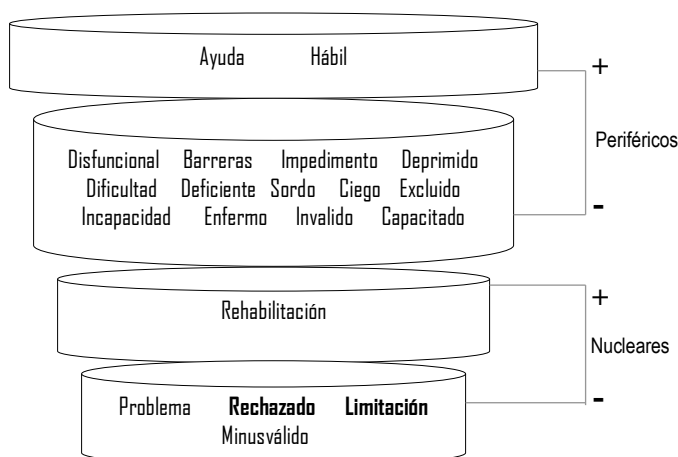 Ayuda Hábil
+
Periféricos
Disfuncional Barreras Impedimento Deprimido
Dificultad Deficiente Sordo Ciego Excluido
Incapacidad Enfermo Invalido Capacitado
-
+
Rehabilitación
Nucleares
-
Problema Rechazado Limitación
Minusválido